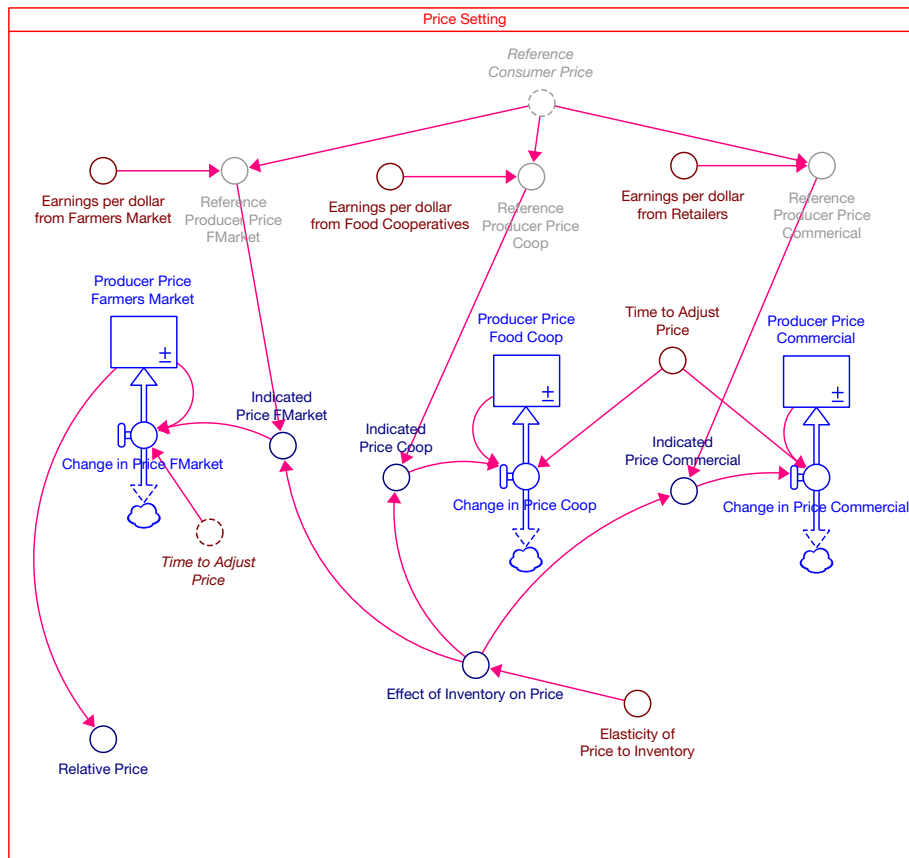 Price Setting
Reference
Consumer Price
Earnings per dollar
from Farmers Market
Reference
Producer Price
FMarket
Earnings per dollar
from Food Cooperatives
Reference
Producer Price
Coop
Earnings per dollar
from Retailers
Reference
Producer Price
Commerical
Producer Price
Farmers Market
Producer Price
Food Coop
Time to Adjust
Price
Producer Price
Commercial
Indicated
Price FMarket
Indicated
Price Coop
Indicated
Price Commercial
Change in Price FMarket
Change in Price Coop
Change in Price Commercial
Time to Adjust
Price
Effect of Inventory on Price
Elasticity of
Price to Inventory
Relative Price